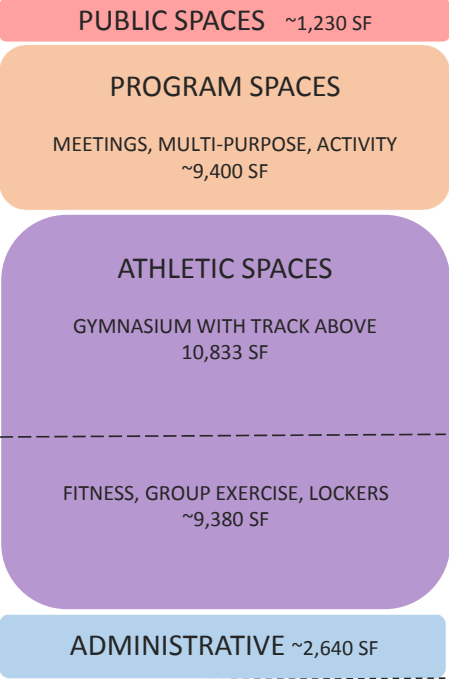 PUBLIC SPACES ~1,230 SF
PROGRAM SPACES
MEETINGS, MULTI-PURPOSE, ACTIVITY
~9,400 SF
ATHLETIC SPACES
GYMNASIUM WITH TRACK ABOVE
10,833 SF
FITNESS, GROUP EXERCISE, LOCKERS
~9,380 SF
ADMINISTRATIVE ~2,640 SF